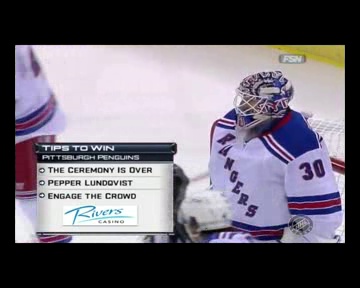 FSN
TIPS TO WIN
PITTSBURGH PENGUINS
THE CEREMONY IS OVER
PEPPER LUNDQVIST
ENGAGE THE CROWD
Rivers
CASINO
RANGERS
30